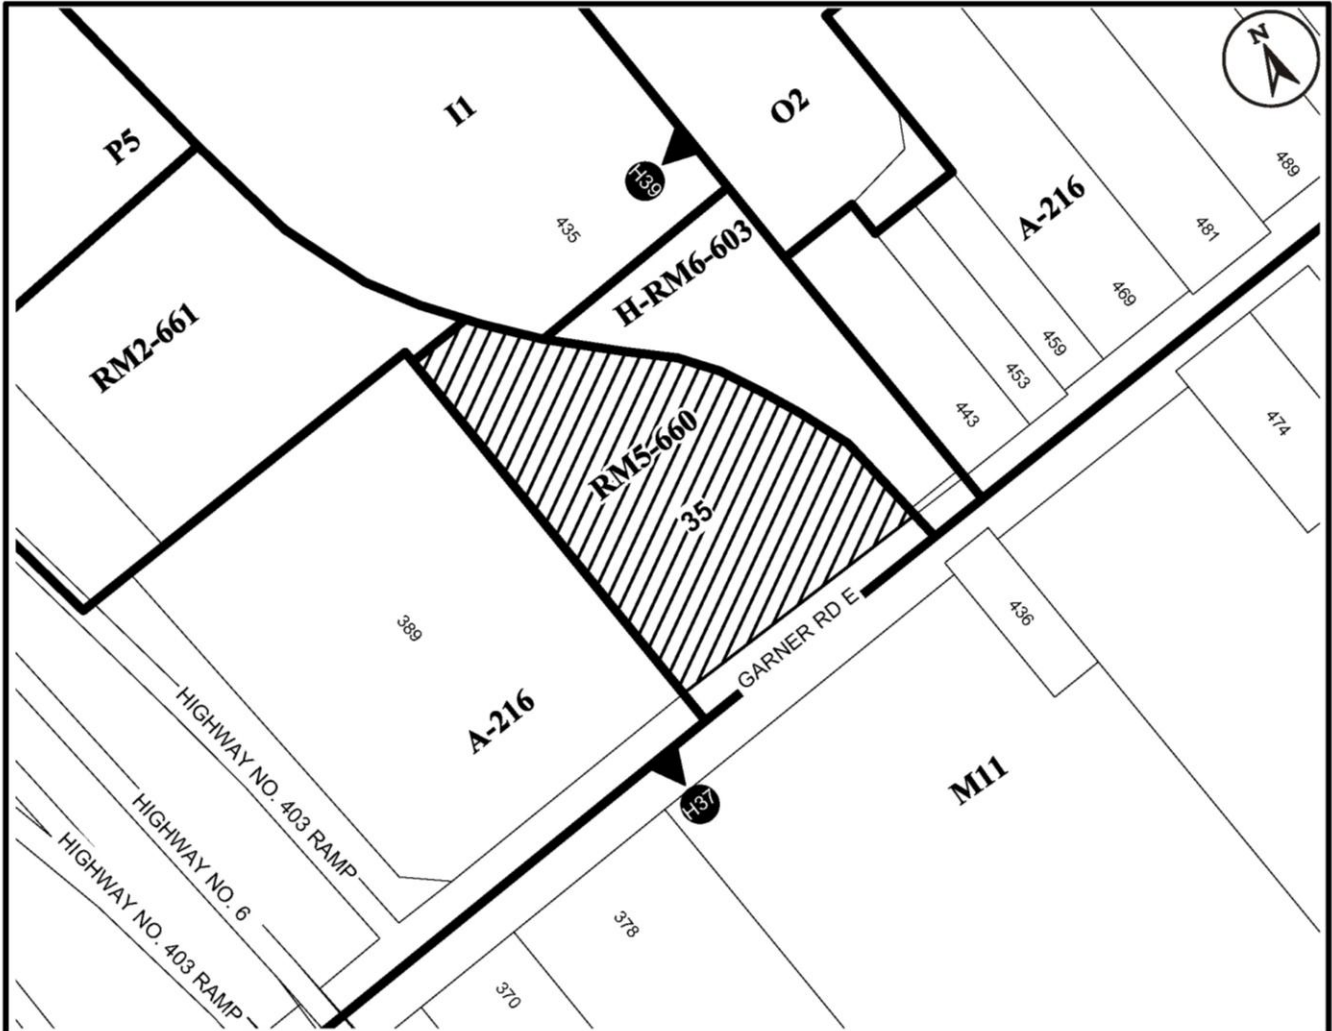 N
I1
O2
P5
489
H39
A-216
435
481
H-RM6-603
469
RM2-661
459
453
443
474
RM5-660
35
GARNER RD E
436
389
A-216
HIGHWAY NO. 403 RAMP
M11
H37
HIGHWAY NO. 6
HIGHWAY NO. 403 RAMP
378
370